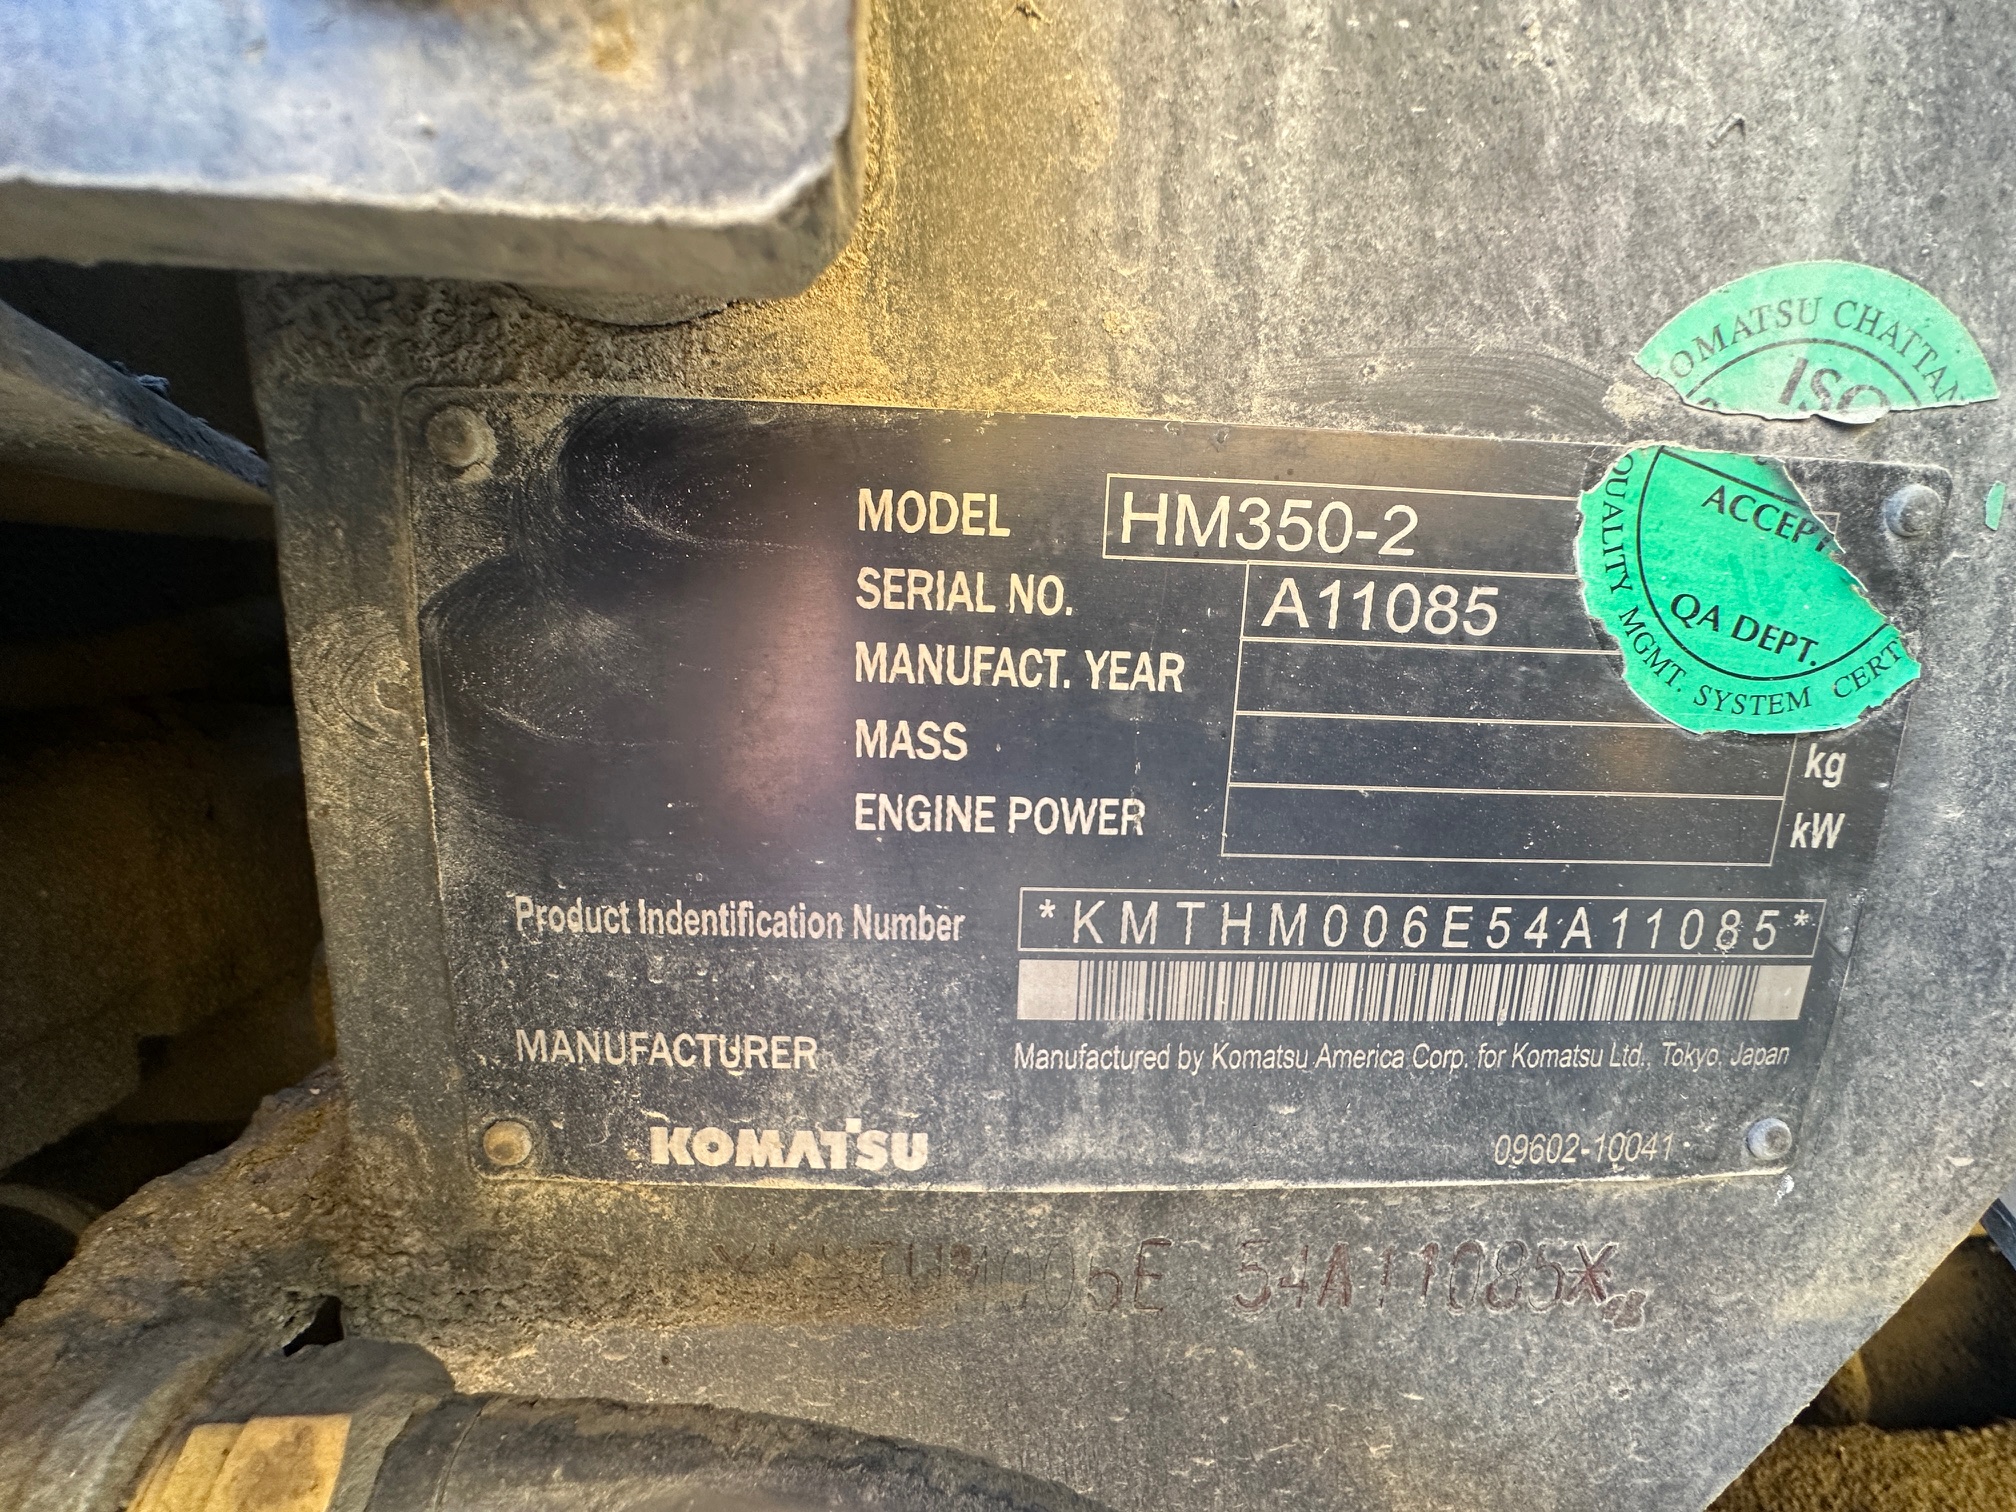 OMATSU CHATTAN
ISO
ACCEPT
QA DEPT.
QUALITY MGMT. SYSTEM CERT
MODEL HM350-2
SERIAL NO. A11085
MANUFACT. YEAR
MASS kg
ENGINE POWER kW
Product Indentification Number *KMTHM006E54A11085*
MANUFACTURER Manufactured by Komatsu America Corp. for Komatsu Ltd., Tokyo, Japan
KOMATSU 09602-10041
THM006E 54A11085*